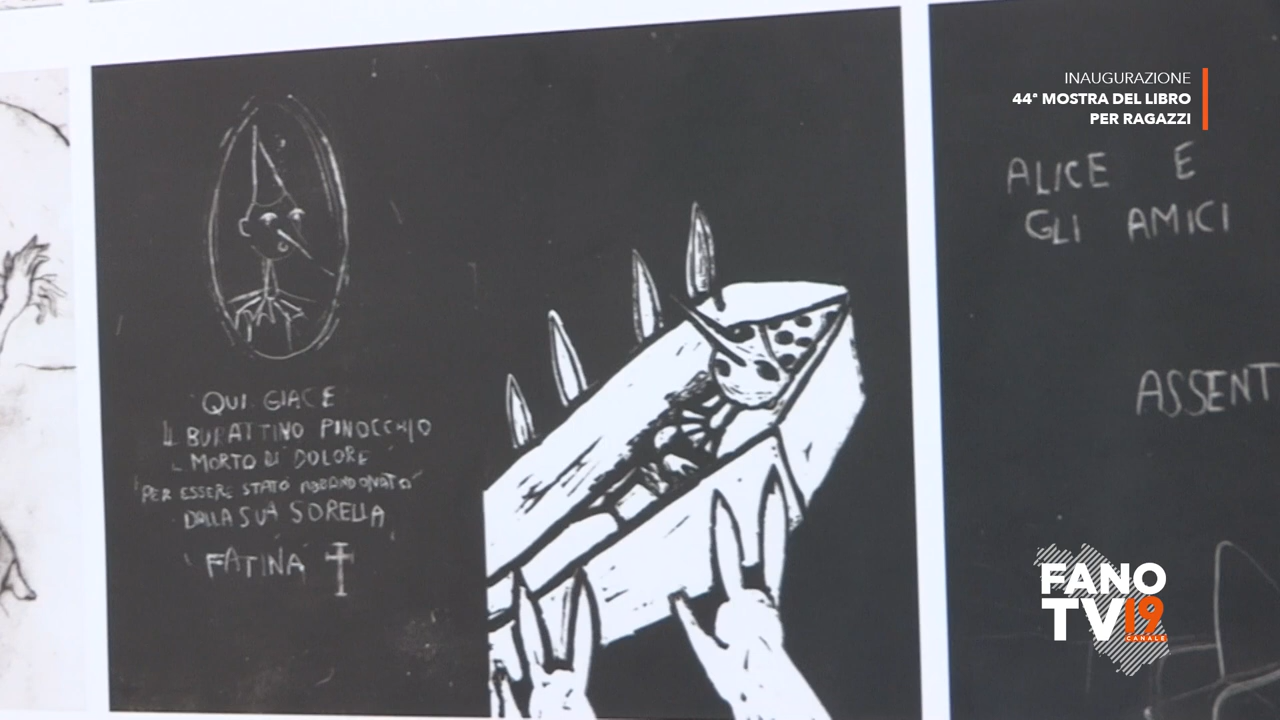 INAUGURAZIONE
44ª MOSTRA DEL LIBRO
PER RAGAZZI
QUI GIACE
IL BURATTINO PINOCCHIO
MORTO DI DOLORE
PER ESSERE STATO ABBANDONATO
DALLA SUA SORELLA
FATINA
ALICE E
GLI AMICI
ASSENT
FANO
TV19
CANALE